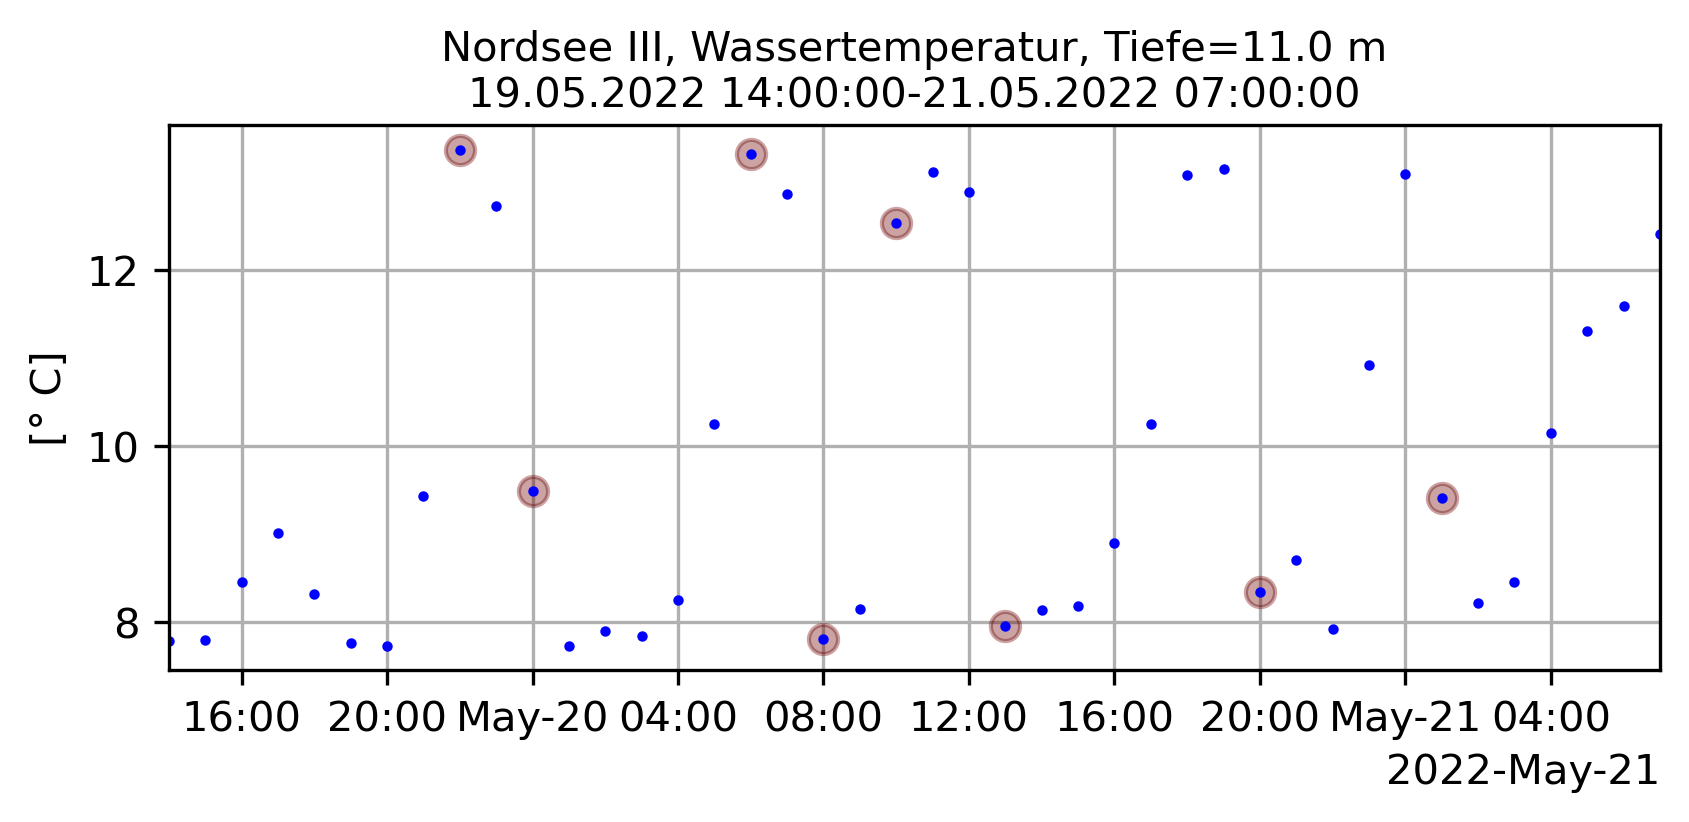 Nordsee III, Wassertemperatur, Tiefe=11.0 m
19.05.2022 14:00:00-21.05.2022 07:00:00
[° C]
12
10
8
16:00 20:00 May-20 04:00 08:00 12:00 16:00 20:00 May-21 04:00
2022-May-21